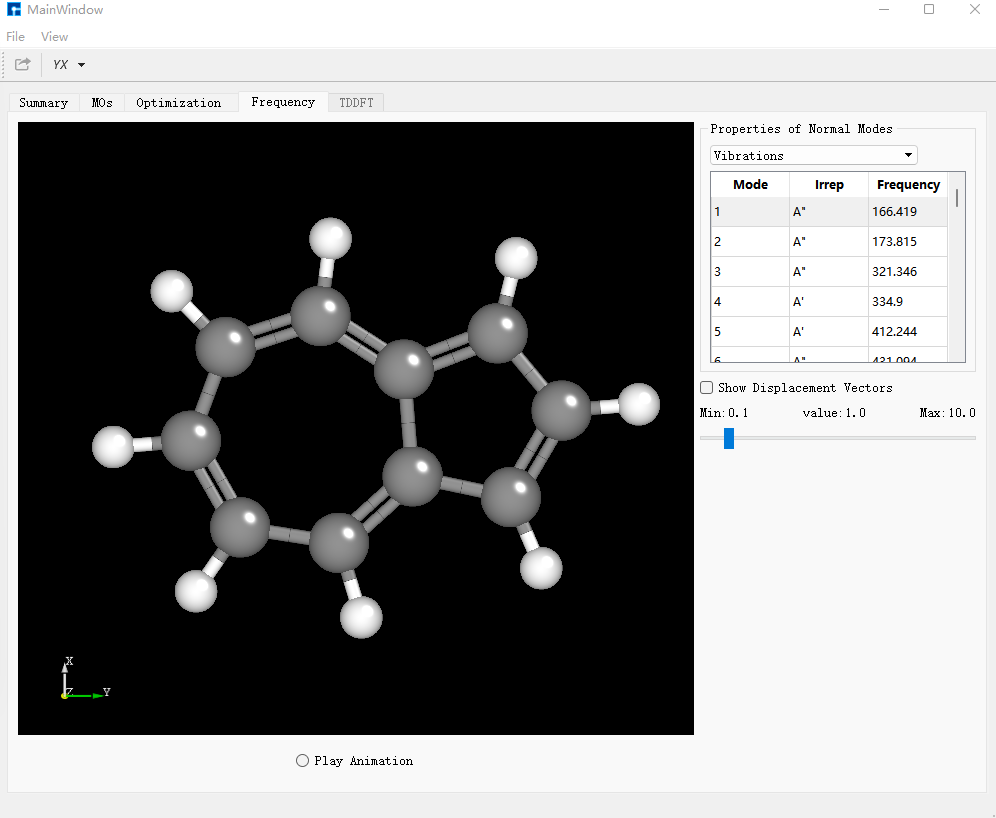 MainWindow
File View
YX
Summary MOs Optimization Frequency TDDFT
Properties of Normal Modes
Vibrations
Mode Irrep Frequency
1 A" 166.419
2 A" 173.815
3 A" 321.346
4 A' 334.9
5 A' 412.244
6 A" 431.094
Show Displacement Vectors
Min:0.1 value:1.0 Max:10.0
X
Z Y
Play Animation